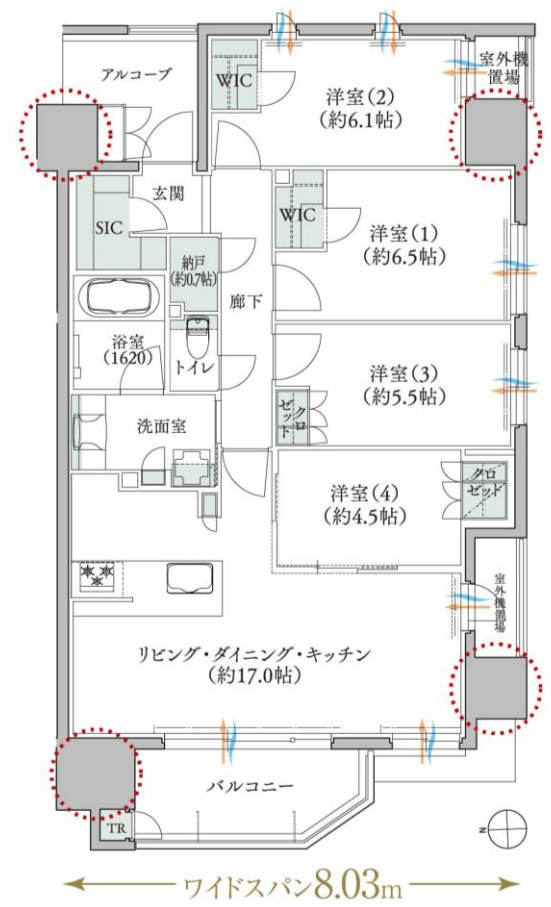 アルコーブ
WIC
洋室(2)
(約6.1帖)
室外機
置場
玄関
SIC
WIC
洋室(1)
(約6.5帖)
納戸
(約0.7帖)
廊下
浴室
(1620)
トイレ
洋室(3)
(約5.5帖)
クロ
ゼット
洗面室
洋室(4)
(約4.5帖)
クロ
ゼッド
室外機置場
リビング・ダイニング・キッチン
(約17.0帖)
バルコニー
TR
N
ワイドスパン8.03m